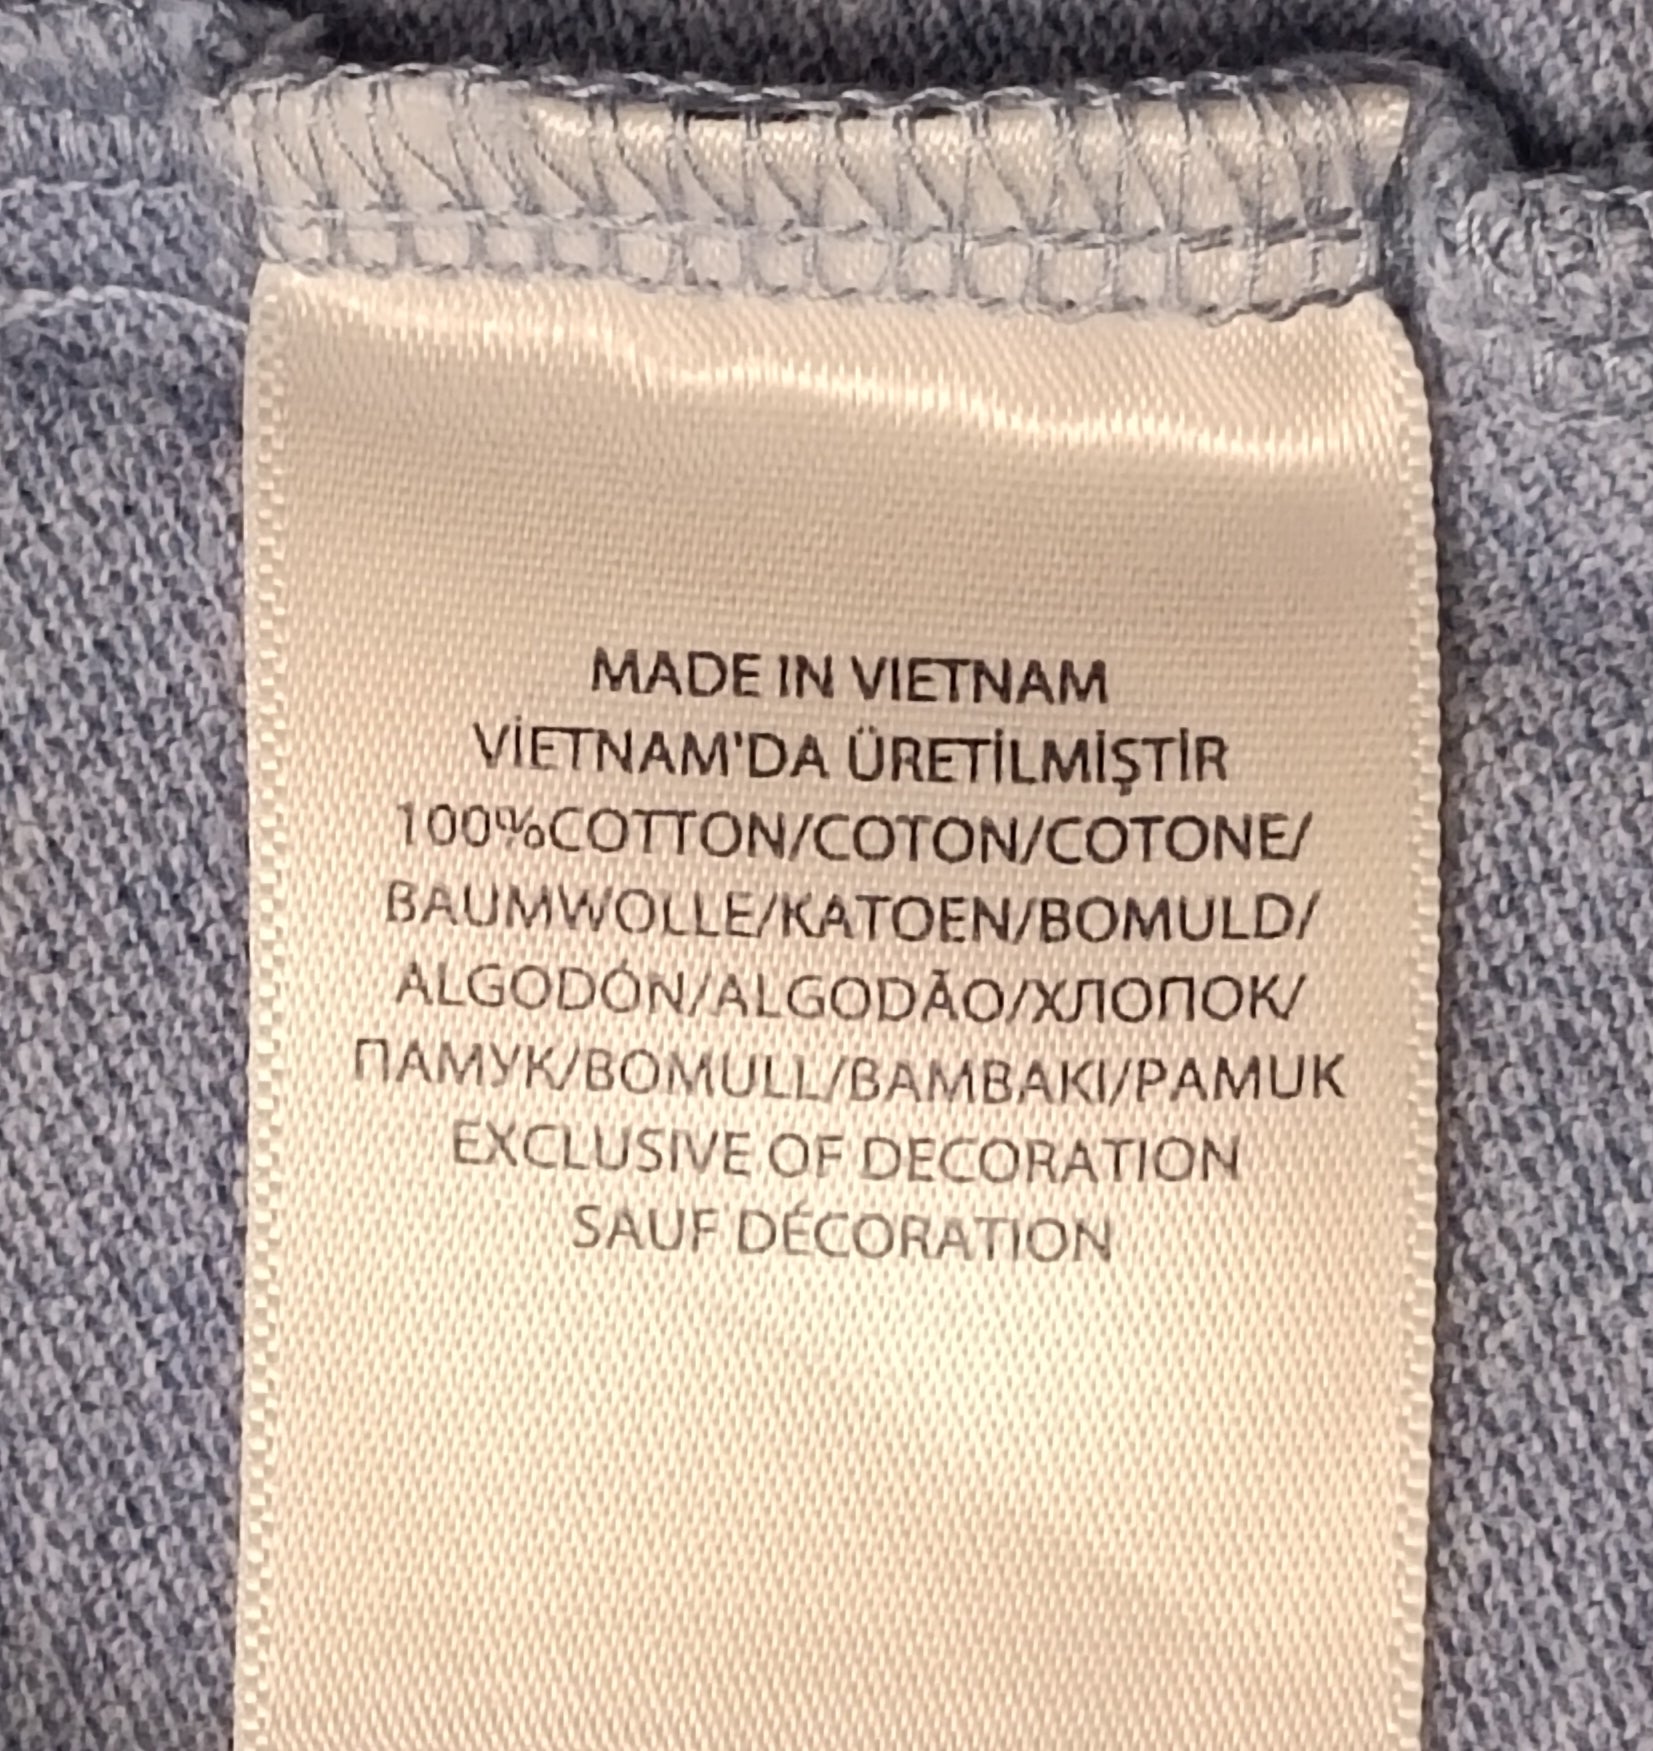 MADE IN VIETNAM
VİETNAM'DA ÜRETİLMİŞTİR
100%COTTON/COTON/COTONE/
BAUMWOLLE/KATOEN/BOMULD/
ALGODÓN/ALGODÃO/ХЛОПОК/
ПАМУК/BOMULL/BAMBAKI/PAMUK
EXCLUSIVE OF DECORATION
SAUF DÉCORATION